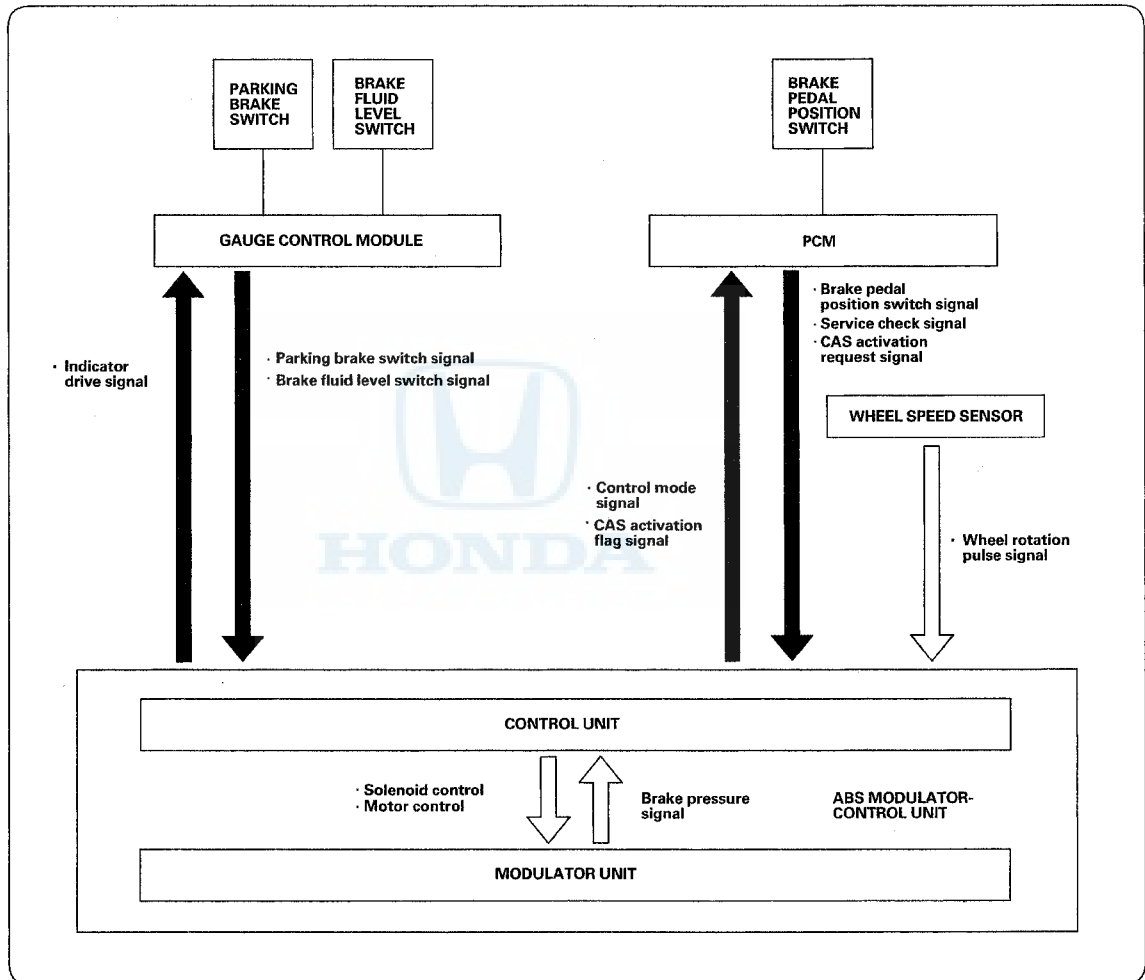 PARKING
BRAKE
SWITCH
BRAKE
FLUID
LEVEL
SWITCH
BRAKE
PEDAL
POSITION
SWITCH
GAUGE CONTROL MODULE
PCM
· Indicator
drive signal
· Parking brake switch signal
· Brake fluid level switch signal
· Brake pedal
position switch signal
· Service check signal
· CAS activation
request signal
WHEEL SPEED SENSOR
· Control mode
signal
· CAS activation
flag signal
· Wheel rotation
pulse signal
HONDA
CONTROL UNIT
· Solenoid control
· Motor control
Brake pressure
signal
ABS MODULATOR-
CONTROL UNIT
MODULATOR UNIT